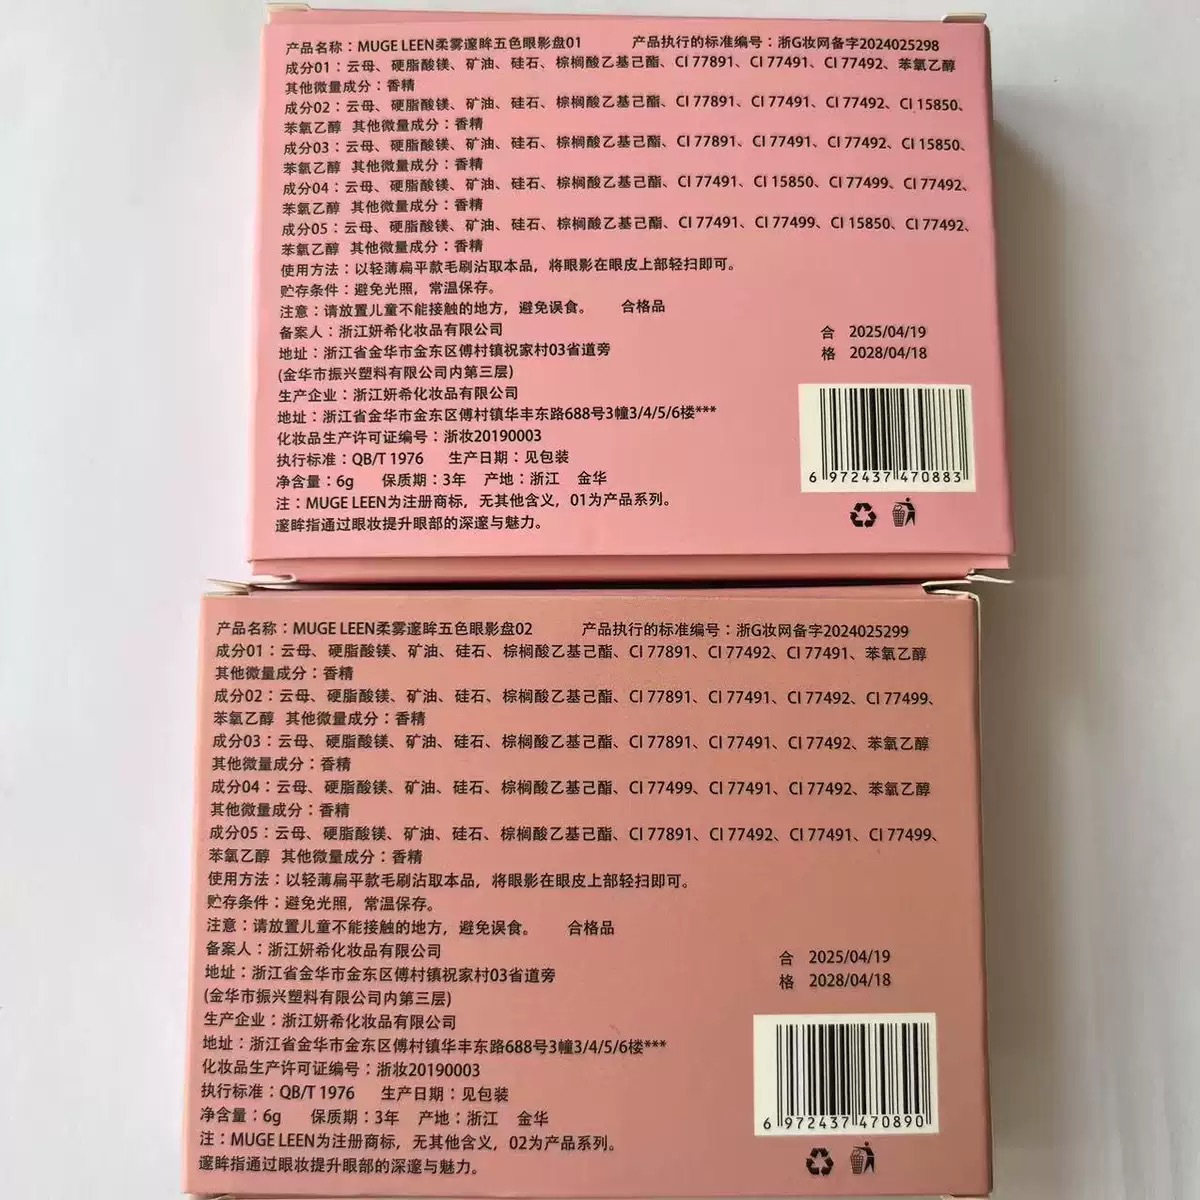 产品名称：MUGE LEEN柔雾邃眸五色眼影盘01 产品执行的标准编号：浙G妆网备字2024025298
成分01：云母、硬脂酸镁、矿油、硅石、棕榈酸乙基己酯、CI 77891、CI 77491、CI 77492、苯氧乙醇
其他微量成分：香精
成分02：云母、硬脂酸镁、矿油、硅石、棕榈酸乙基己酯、CI 77891、CI 77491、CI 77492、CI 15850、
苯氧乙醇 其他微量成分：香精
成分03：云母、硬脂酸镁、矿油、硅石、棕榈酸乙基己酯、CI 77891、CI 77491、CI 77492、CI 15850、
苯氧乙醇 其他微量成分：香精
成分04：云母、硬脂酸镁、矿油、硅石、棕榈酸乙基己酯、CI 77491、CI 15850、CI 77499、CI 77492、
苯氧乙醇 其他微量成分：香精
成分05：云母、硬脂酸镁、矿油、硅石、棕榈酸乙基己酯、CI 77491、CI 77499、CI 15850、CI 77492、
苯氧乙醇 其他微量成分：香精
使用方法：以轻薄扁平款毛刷沾取本品，将眼影在眼皮上部轻扫即可。
贮存条件：避免光照，常温保存。
注意：请放置儿童不能接触的地方，避免误食。 合格品
备案人：浙江妍希化妆品有限公司
合 2025/04/19
地址：浙江省金华市金东区傅村镇祝家村03省道旁
格 2028/04/18
(金华市振兴塑料有限公司内第三层)
生产企业：浙江妍希化妆品有限公司
地址：浙江省金华市金东区傅村镇华丰东路688号3幢3/4/5/6楼***
化妆品生产许可证编号：浙妆20190003
执行标准：QB/T 1976 生产日期：见包装
净含量：6g 保质期：3年 产地：浙江 金华
6 972437 470883
注：MUGE LEEN为注册商标，无其他含义，01为产品系列。
邃眸指通过眼妆提升眼部的深邃与魅力。
产品名称：MUGE LEEN柔雾邃眸五色眼影盘02 产品执行的标准编号：浙G妆网备字2024025299
成分01：云母、硬脂酸镁、矿油、硅石、棕榈酸乙基己酯、CI 77891、CI 77492、CI 77491、苯氧乙醇
其他微量成分：香精
成分02：云母、硬脂酸镁、矿油、硅石、棕榈酸乙基己酯、CI 77891、CI 77491、CI 77492、CI 77499、
苯氧乙醇 其他微量成分：香精
成分03：云母、硬脂酸镁、矿油、硅石、棕榈酸乙基己酯、CI 77891、CI 77491、CI 77492、苯氧乙醇
其他微量成分：香精
成分04：云母、硬脂酸镁、矿油、硅石、棕榈酸乙基己酯、CI 77499、CI 77491、CI 77492、苯氧乙醇
其他微量成分：香精
成分05：云母、硬脂酸镁、矿油、硅石、棕榈酸乙基己酯、CI 77891、CI 77492、CI 77491、CI 77499、
苯氧乙醇 其他微量成分：香精
使用方法：以轻薄扁平款毛刷沾取本品，将眼影在眼皮上部轻扫即可。
贮存条件：避免光照，常温保存。
注意：请放置儿童不能接触的地方，避免误食。 合格品
备案人：浙江妍希化妆品有限公司
合 2025/04/19
地址：浙江省金华市金东区傅村镇祝家村03省道旁
格 2028/04/18
(金华市振兴塑料有限公司内第三层)
生产企业：浙江妍希化妆品有限公司
地址：浙江省金华市金东区傅村镇华丰东路688号3幢3/4/5/6楼***
化妆品生产许可证编号：浙妆20190003
执行标准：QB/T 1976 生产日期：见包装
净含量：6g 保质期：3年 产地：浙江 金华
6 972437 470890
注：MUGE LEEN为注册商标，无其他含义，02为产品系列。
邃眸指通过眼妆提升眼部的深邃与魅力。